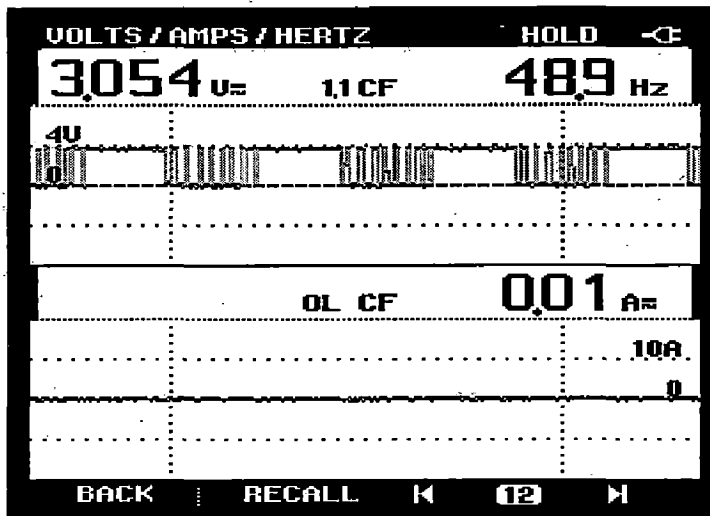 VOLTS / AMPS / HERTZ HOLD
3.054 V≂ 1,1 CF 48.9 Hz
4V
0
OL CF 0.01 A≂
10A
0
BACK RECALL 12